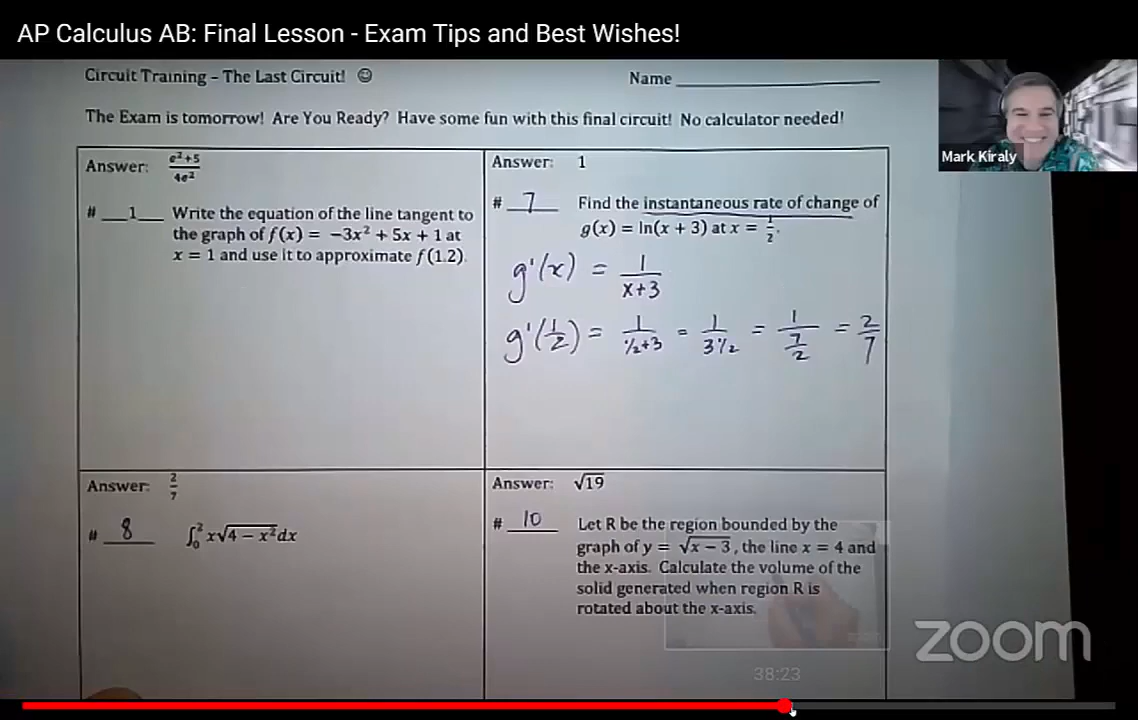 AP Calculus AB: Final Lesson - Exam Tips and Best Wishes!
Circuit Training – The Last Circuit! ☺
Name ____________________
The Exam is tomorrow! Are You Ready? Have some fun with this final circuit! No calculator needed!
Mark Kiraly
Answer: (e²+5)/(4e²)
# __1__ Write the equation of the line tangent to
the graph of f(x) = −3x² + 5x + 1 at
x = 1 and use it to approximate f(1.2).
Answer: 1
# 7 Find the instantaneous rate of change of
g(x) = ln(x + 3) at x = 1/2.
g'(x) = 1/(x+3)
g'(1/2) = 1/(1/2+3) = 1/(3 1/2) = 1/(7/2) = 2/7
Answer: 2/7
# 8 ∫₀² x√(4 − x²)dx
Answer: √19
# 10 Let R be the region bounded by the
graph of y = √(x − 3), the line x = 4 and
the x-axis. Calculate the volume of the
solid generated when region R is
rotated about the x-axis.
zoom
38:23